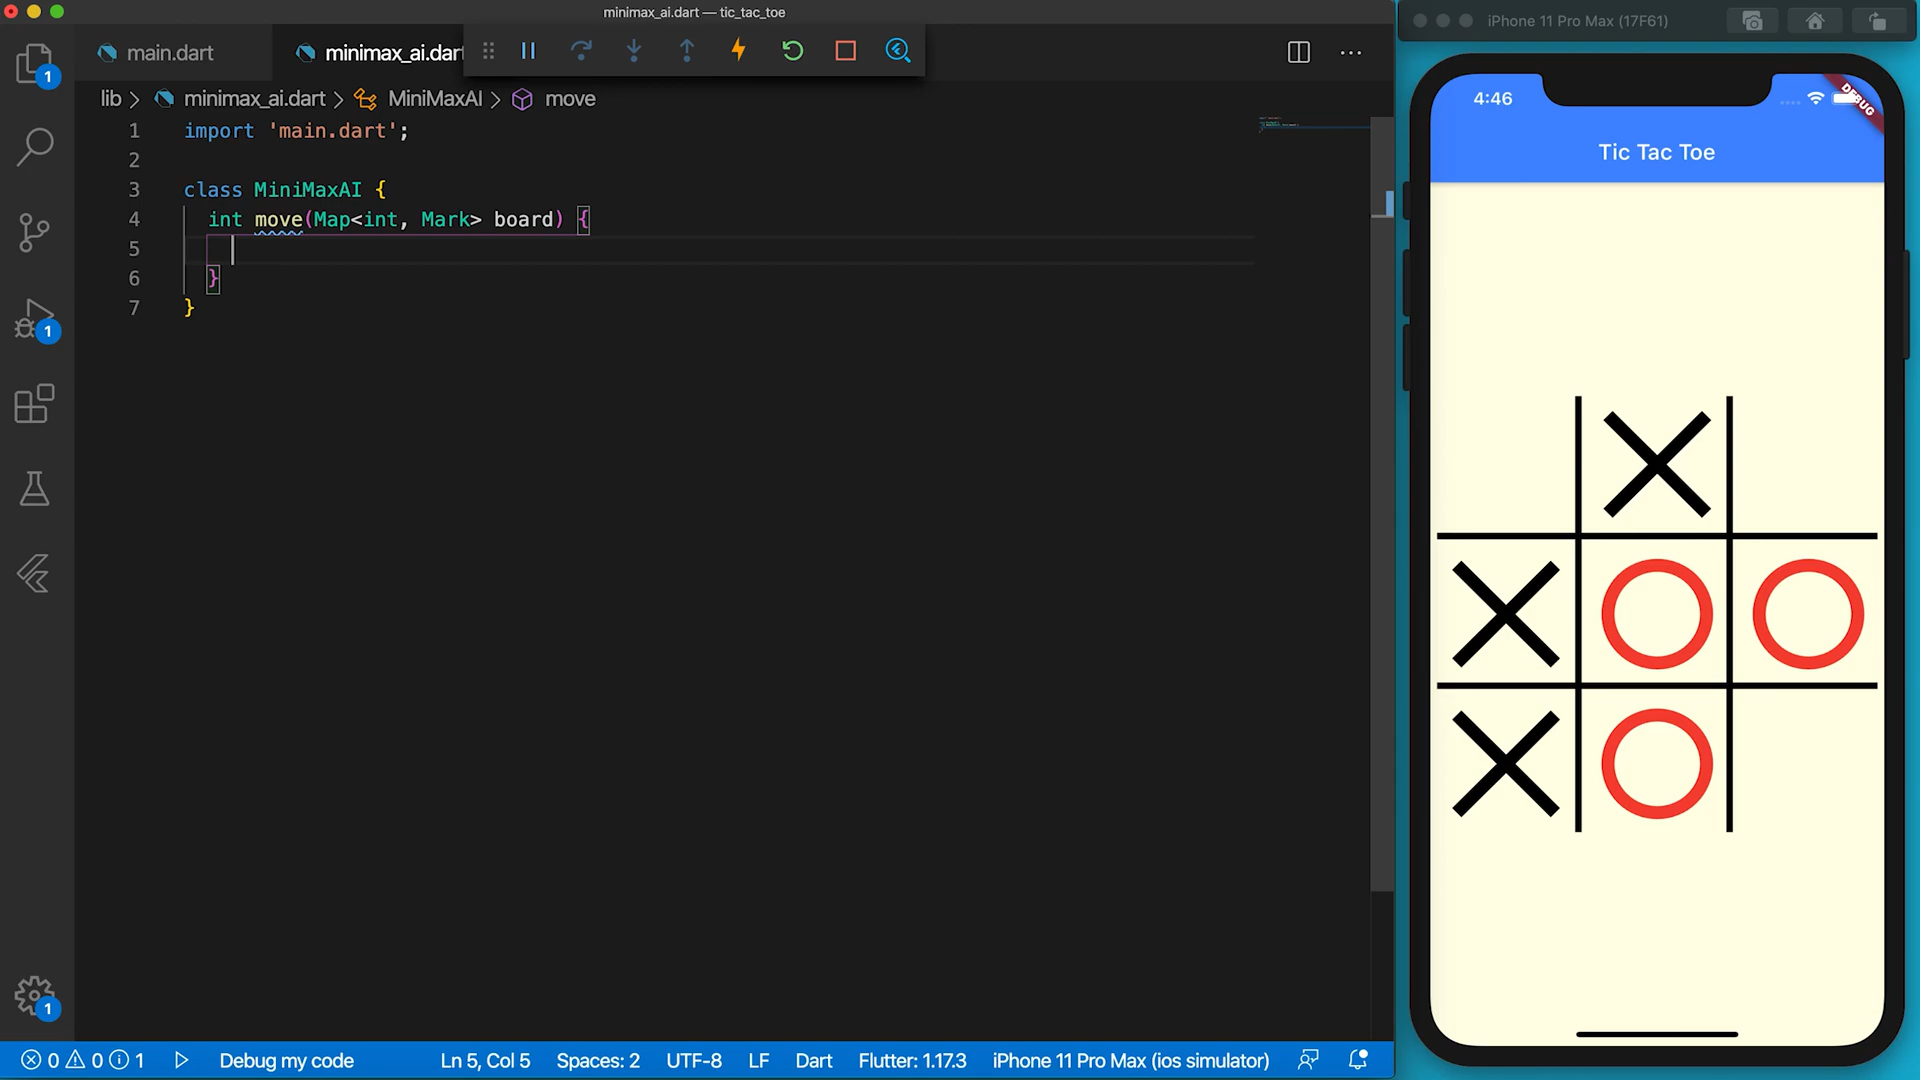 minimax_ai.dart — tic_tac_toe
iPhone 11 Pro Max (17F61)
main.dart
minimax_ai.dart
lib > minimax_ai.dart > MiniMaxAI > move
1 import 'main.dart';
2
3 class MiniMaxAI {
4 int move(Map<int, Mark> board) {
5
6 }
7 }
1
1
1
4:46
DEBUG
Tic Tac Toe
0 0 1 Debug my code Ln 5, Col 5 Spaces: 2 UTF-8 LF Dart Flutter: 1.17.3 iPhone 11 Pro Max (ios simulator)